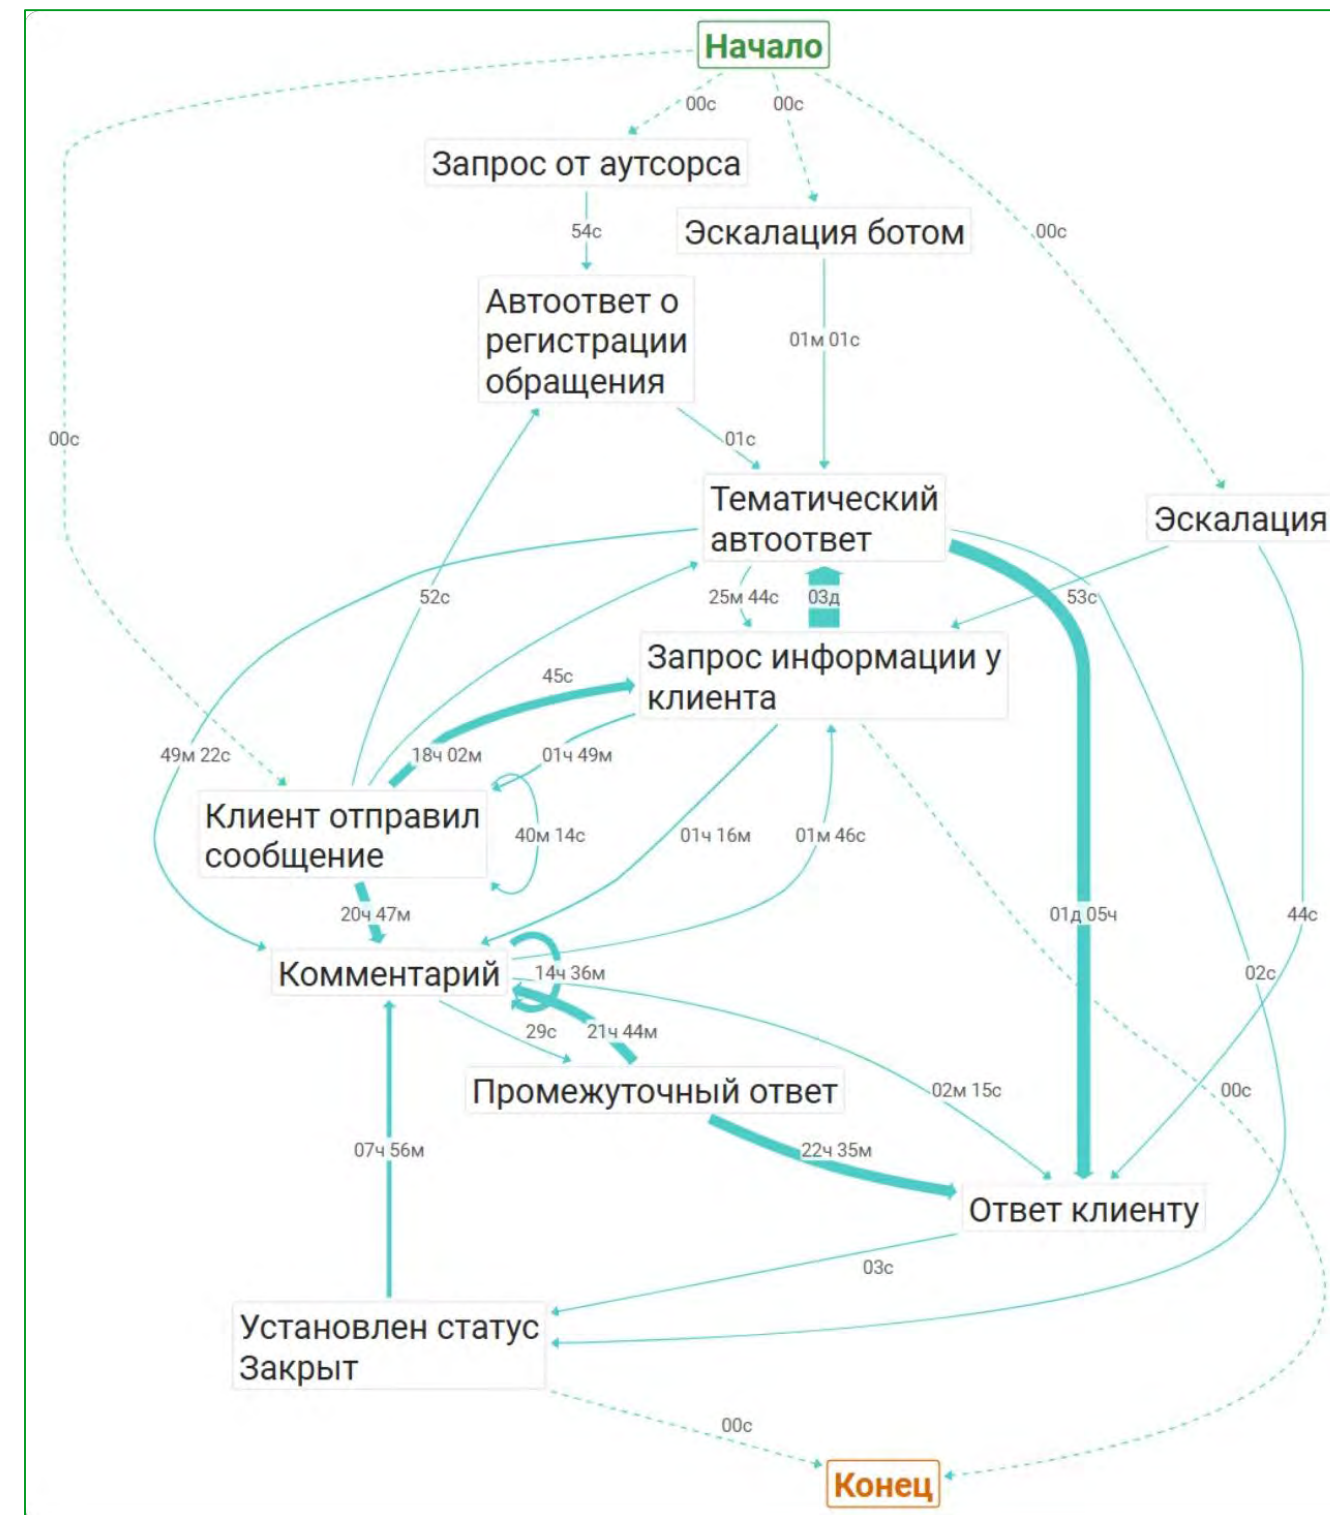 Начало
00с
00с
Запрос от аутсорса
54с
Эскалация ботом
00с
Автоответ о
регистрации
обращения
01м 01с
00с
01с
Тематический
автоответ
Эскалация
52с
25м 44с
03д
53с
Запрос информации у
клиента
45с
49м 22с
18ч 02м
01ч 49м
Клиент отправил
сообщение
40м 14с
01ч 16м
01м 46с
20ч 47м
01д 05ч
44с
Комментарий
14ч 36м
02с
29с
21ч 44м
Промежуточный ответ
02м 15с
00с
07ч 56м
22ч 35м
Ответ клиенту
03с
Установлен статус
Закрыт
00с
Конец